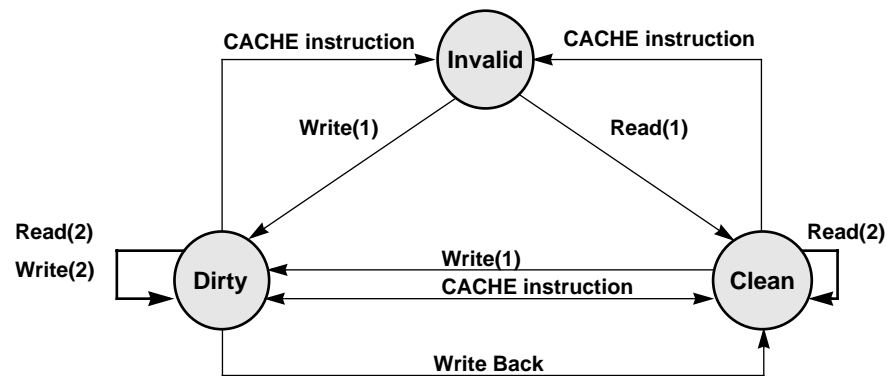 CACHE instruction
CACHE instruction
Invalid
Write(1)
Read(1)
Read(2)
Write(2)
Dirty
Write(1)
CACHE instruction
Clean
Read(2)
Write Back